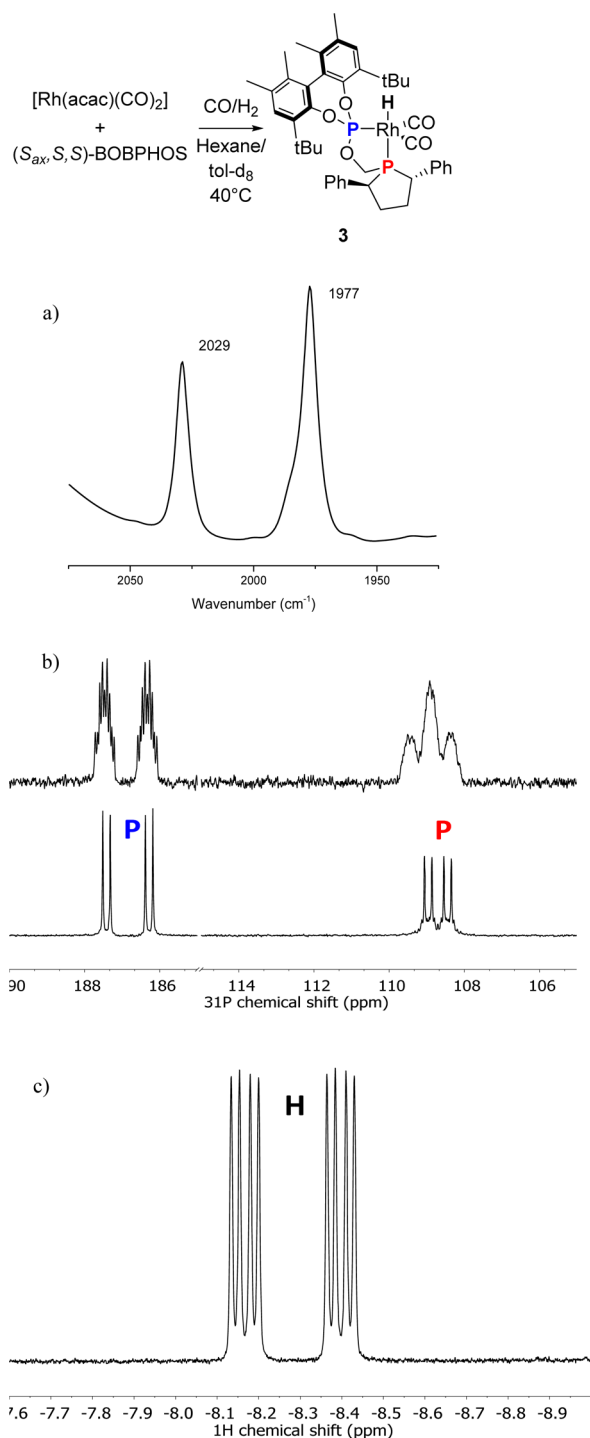 [Rh(acac)(CO)2]
+
(Sax,S,S)-BOBPHOS
CO/H2
Hexane/
tol-d8
40°C
tBu
O
O
H
P
Rh
CO
CO
tBu
O
P
Ph
Ph
3
a)
1977
2029
2050
2000
1950
Wavenumber (cm-1)
b)
P
P
90
188
186
114
112
110
108
106
31P chemical shift (ppm)
c)
H
7.6 -7.7 -7.8 -7.9 -8.0 -8.1 -8.2 -8.3 -8.4 -8.5 -8.6 -8.7 -8.8 -8.9
1H chemical shift (ppm)